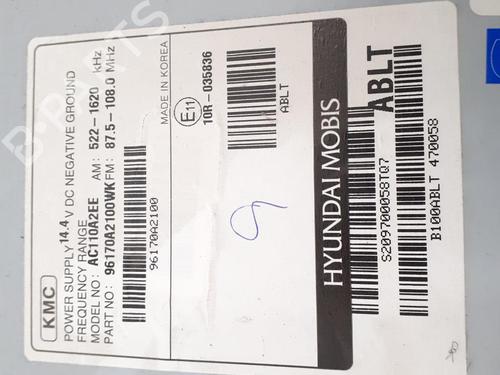 KMC
POWER SUPPLY 14.4 V DC NEGATIVE GROUND
FREQUENCY RANGE AM: 522-1620 kHz
MODEL NO: AC110A2EE FM: 87.5-108.0 MHz
PART NO: 96170A2100WK
96170A2100
MADE IN KOREA
E11
10R-035836
ABLT
9
HYUNDAI MOBIS
ABLT
S209700058TQ7
B100ABLT 470058